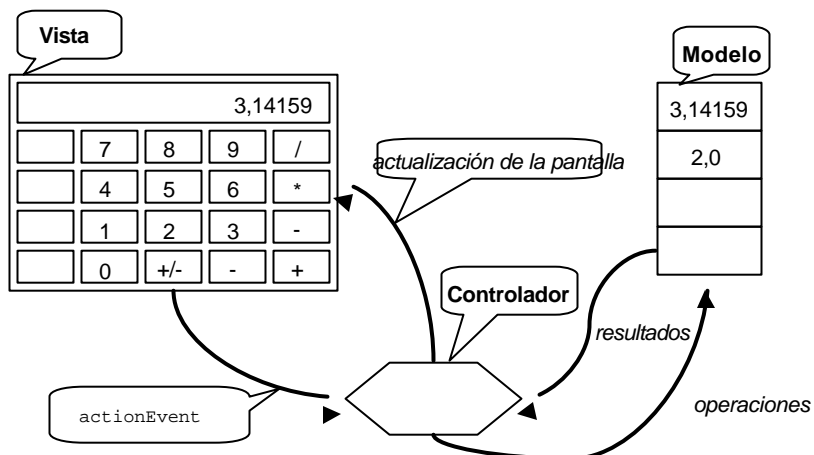 Vista
Modelo
3,14159
3,14159
2,0
actualización de la pantalla
7 8 9 /
4 5 6 *
1 2 3 -
0 +/- - +
Controlador
resultados
actionEvent
operaciones